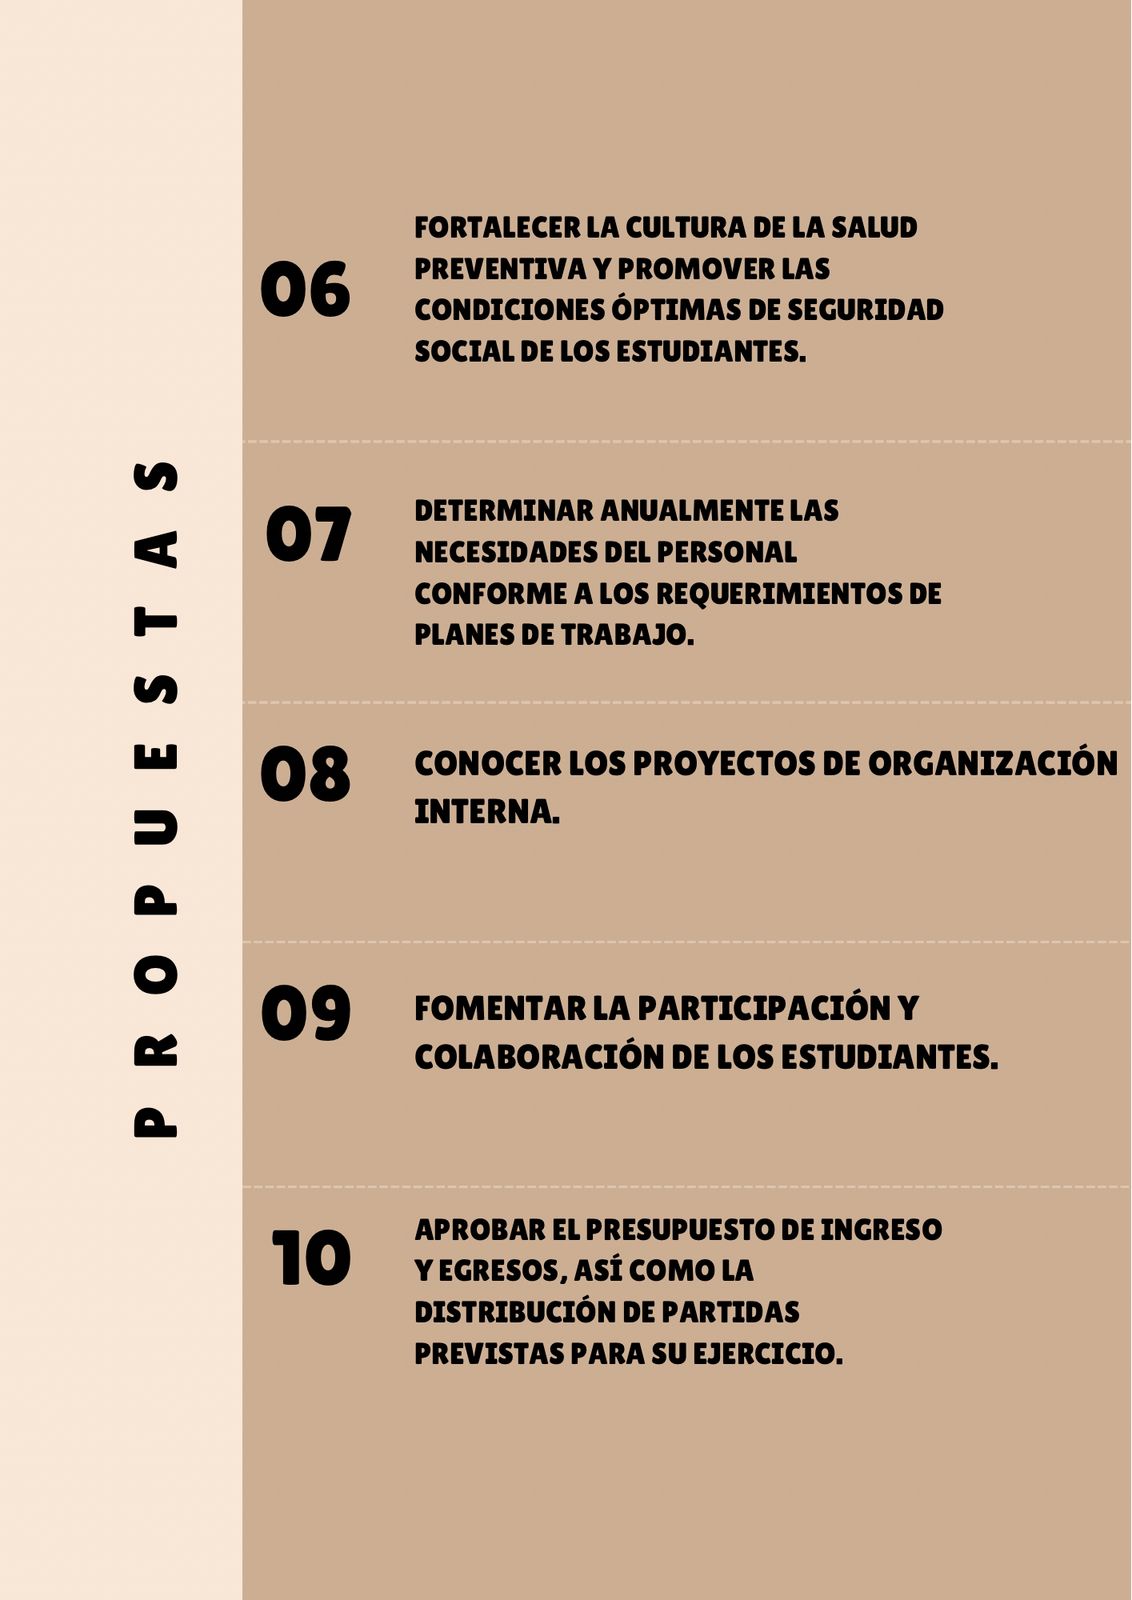 PROPUESTAS
06
FORTALECER LA CULTURA DE LA SALUD
PREVENTIVA Y PROMOVER LAS
CONDICIONES ÓPTIMAS DE SEGURIDAD
SOCIAL DE LOS ESTUDIANTES.
07
DETERMINAR ANUALMENTE LAS
NECESIDADES DEL PERSONAL
CONFORME A LOS REQUERIMIENTOS DE
PLANES DE TRABAJO.
08
CONOCER LOS PROYECTOS DE ORGANIZACIÓN
INTERNA.
09
FOMENTAR LA PARTICIPACIÓN Y
COLABORACIÓN DE LOS ESTUDIANTES.
10
APROBAR EL PRESUPUESTO DE INGRESO
Y EGRESOS, ASÍ COMO LA
DISTRIBUCIÓN DE PARTIDAS
PREVISTAS PARA SU EJERCICIO.